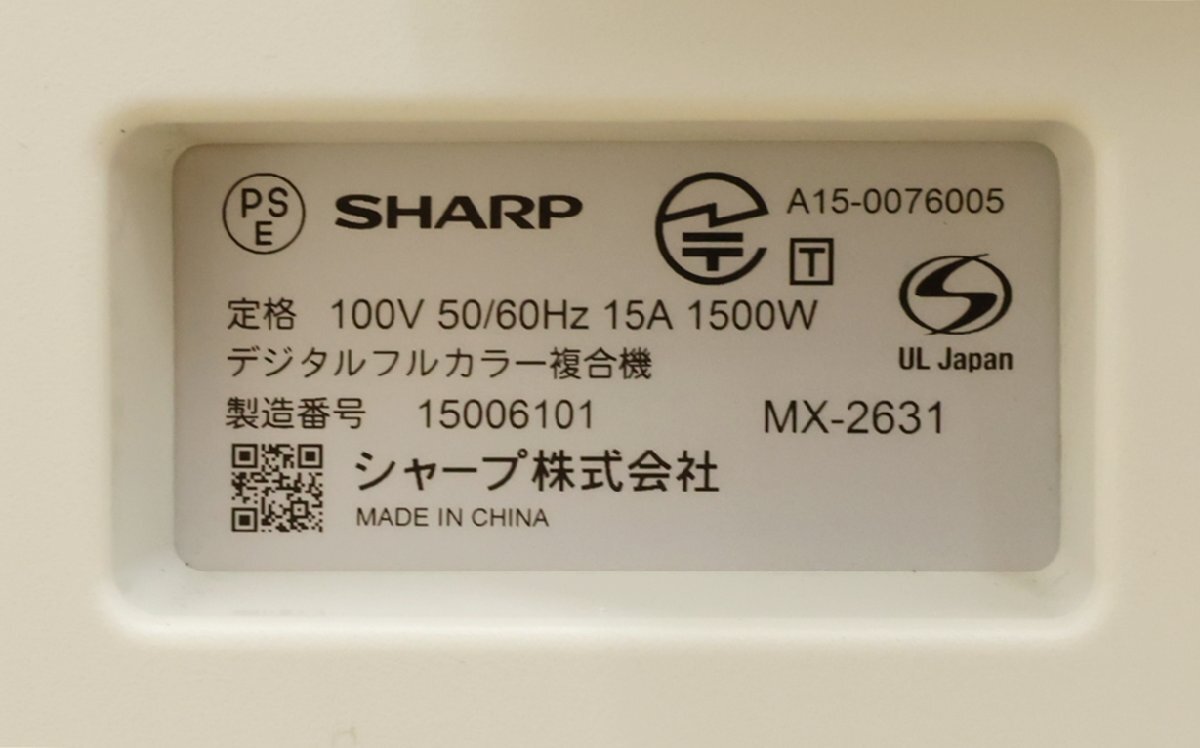 PSE SHARP A15-0076005
T
定格 100V 50/60Hz 15A 1500W
UL Japan
デジタルフルカラー複合機
製造番号 15006101 MX-2631
シャープ株式会社
MADE IN CHINA